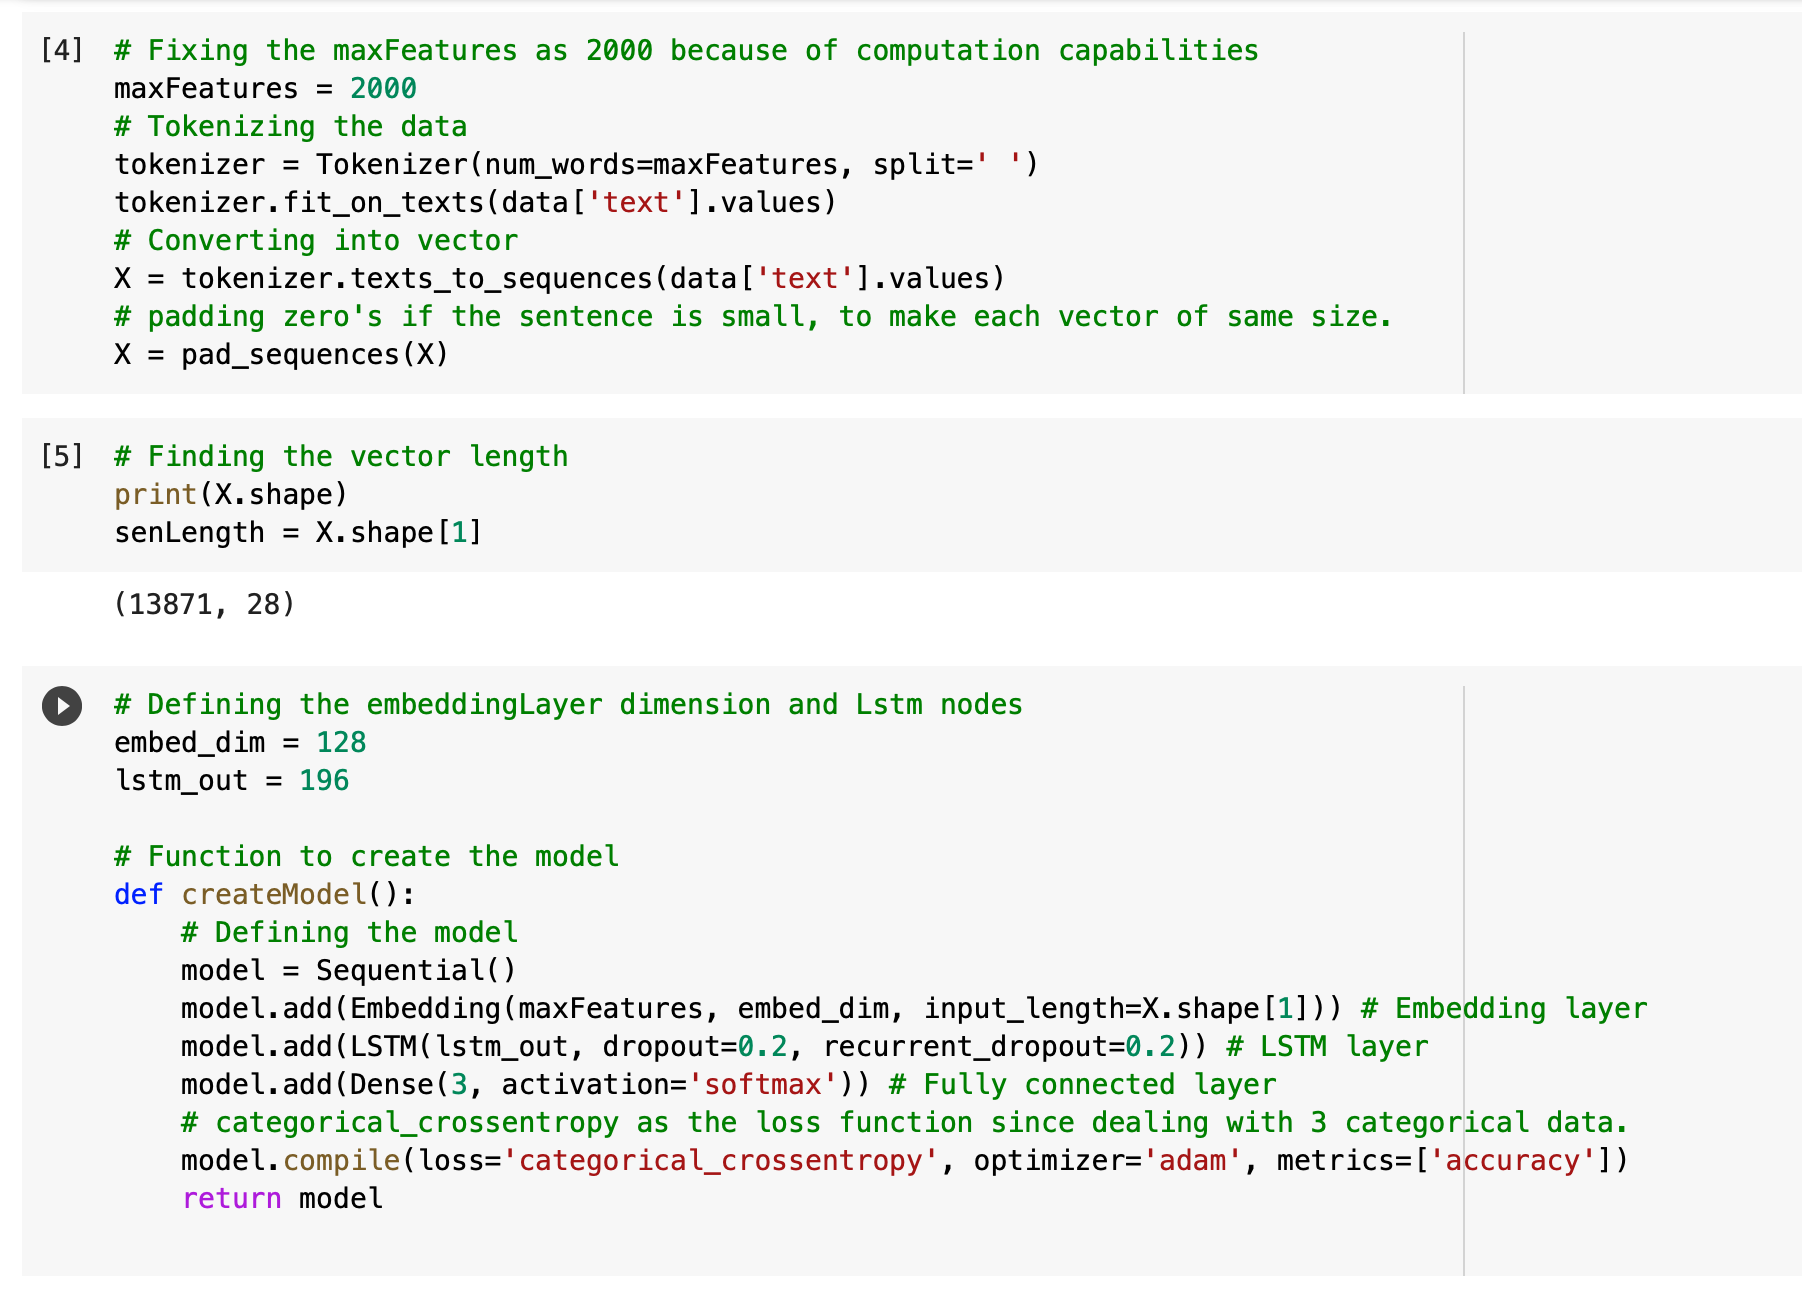 [4] # Fixing the maxFeatures as 2000 because of computation capabilities
maxFeatures = 2000
# Tokenizing the data
tokenizer = Tokenizer(num_words=maxFeatures, split=' ')
tokenizer.fit_on_texts(data['text'].values)
# Converting into vector
X = tokenizer.texts_to_sequences(data['text'].values)
# padding zero's if the sentence is small, to make each vector of same size.
X = pad_sequences(X)
[5] # Finding the vector length
print(X.shape)
senLength = X.shape[1]
(13871, 28)
# Defining the embeddingLayer dimension and Lstm nodes
embed_dim = 128
lstm_out = 196
# Function to create the model
def createModel():
    # Defining the model
    model = Sequential()
    model.add(Embedding(maxFeatures, embed_dim, input_length=X.shape[1])) # Embedding layer
    model.add(LSTM(lstm_out, dropout=0.2, recurrent_dropout=0.2)) # LSTM layer
    model.add(Dense(3, activation='softmax')) # Fully connected layer
    # categorical_crossentropy as the loss function since dealing with 3 categorical data.
    model.compile(loss='categorical_crossentropy', optimizer='adam', metrics=['accuracy'])
    return model